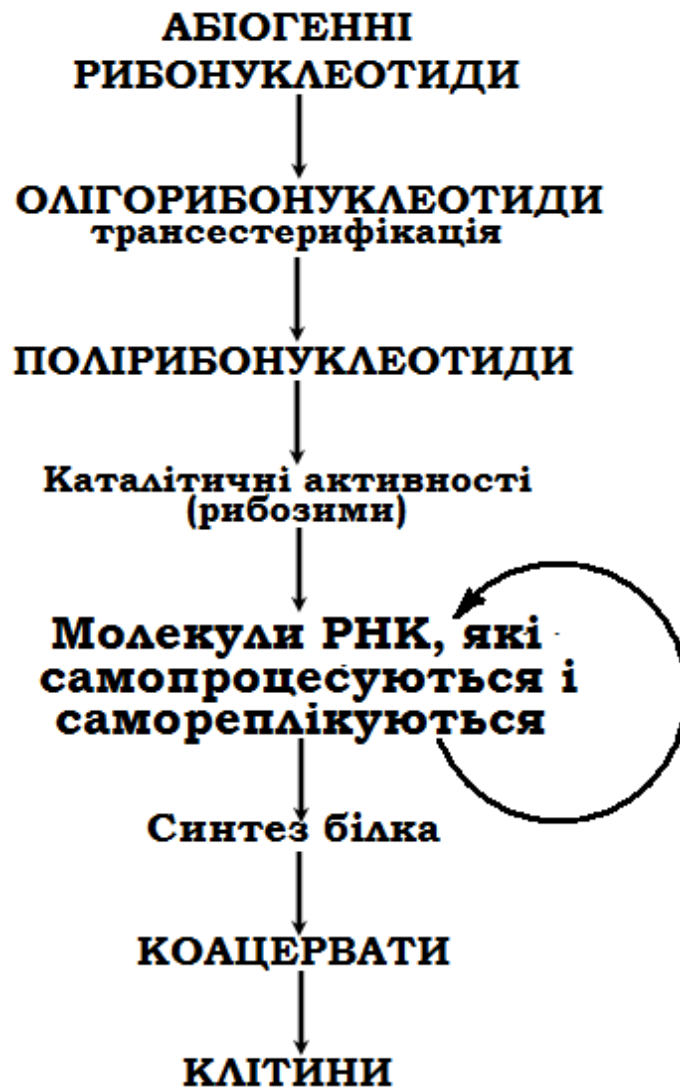 АБІОГЕННІ
РИБОНУКЛЕОТИДИ
ОЛІГОРИБОНУКЛЕОТИДИ
трансестерифікація
ПОЛІРИБОНУКЛЕОТИДИ
Каталітичні активності
(рибозими)
Молекули РНК, які
самопроцесуються і
самореплікуються
Синтез білка
КОАЦЕРВАТИ
КЛІТИНИ